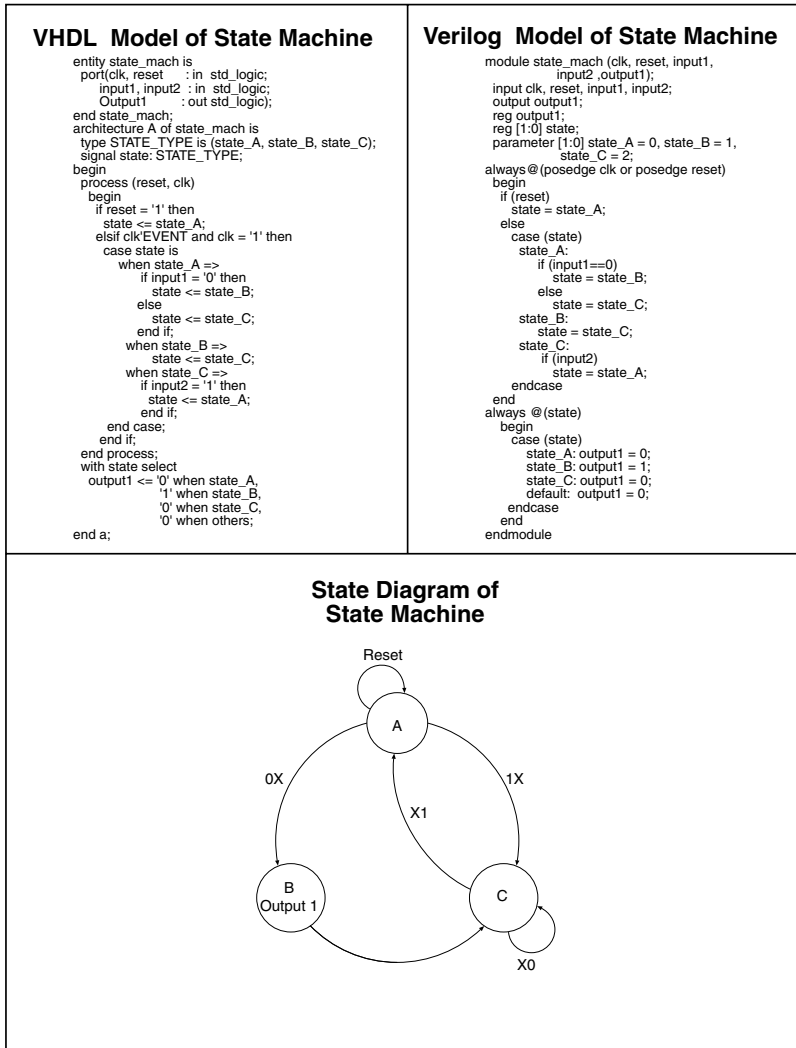 VHDL Model of State Machine
entity state_mach is
port(clk, reset : in std_logic;
input1, input2 : in std_logic;
Output1 : out std_logic);
end state_mach;
architecture A of state_mach is
type STATE_TYPE is (state_A, state_B, state_C);
signal state: STATE_TYPE;
begin
process (reset, clk)
begin
if reset = '1' then
state <= state_A;
elsif clk'EVENT and clk = '1' then
case state is
when state_A =>
if input1 = '0' then
state <= state_B;
else
state <= state_C;
end if;
when state_B =>
state <= state_C;
when state_C =>
if input2 = '1' then
state <= state_A;
end if;
end case;
end if;
end process;
with state select
output1 <= '0' when state_A,
'1' when state_B,
'0' when state_C,
'0' when others;
end a;
Verilog Model of State Machine
module state_mach (clk, reset, input1,
input2 ,output1);
input clk, reset, input1, input2;
output output1;
reg output1;
reg [1:0] state;
parameter [1:0] state_A = 0, state_B = 1,
state_C = 2;
always@(posedge clk or posedge reset)
begin
if (reset)
state = state_A;
else
case (state)
state_A:
if (input1==0)
state = state_B;
else
state = state_C;
state_B:
state = state_C;
state_C:
if (input2)
state = state_A;
endcase
end
always @(state)
begin
case (state)
state_A: output1 = 0;
state_B: output1 = 1;
state_C: output1 = 0;
default: output1 = 0;
endcase
end
endmodule
State Diagram of
State Machine
Reset
A
0X
1X
X1
B
Output 1
C
X0